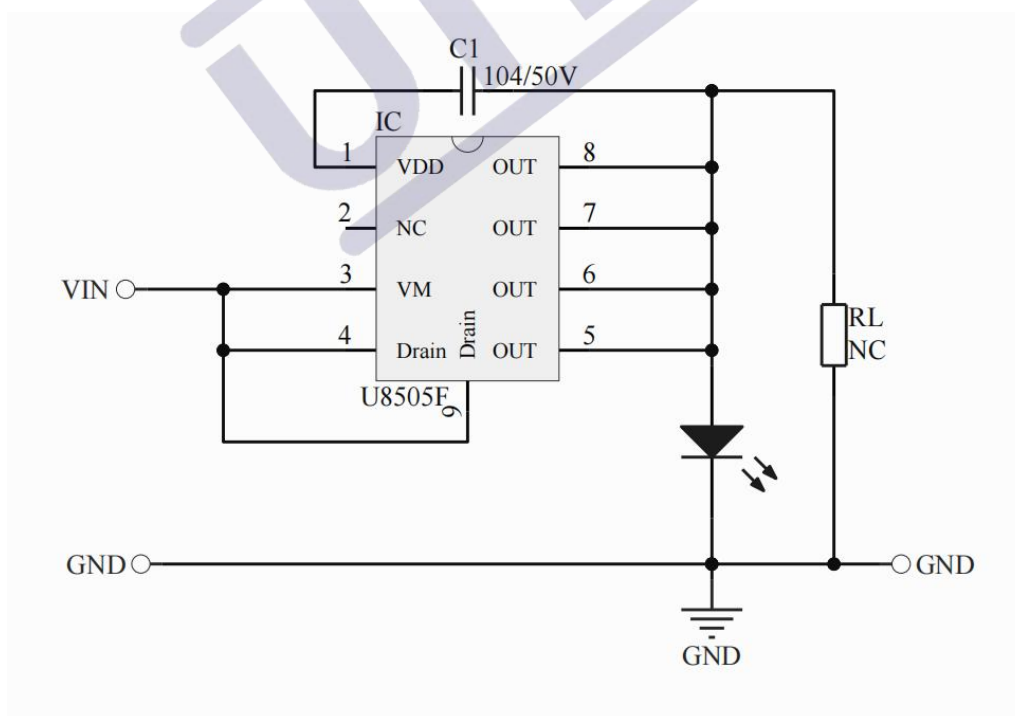 C1
104/50V
IC
1
VDD
OUT
8
2
NC
OUT
7
VIN
3
VM
OUT
6
4
Drain
Drain
OUT
5
RL
NC
U8505F
9
GND
GND
GND